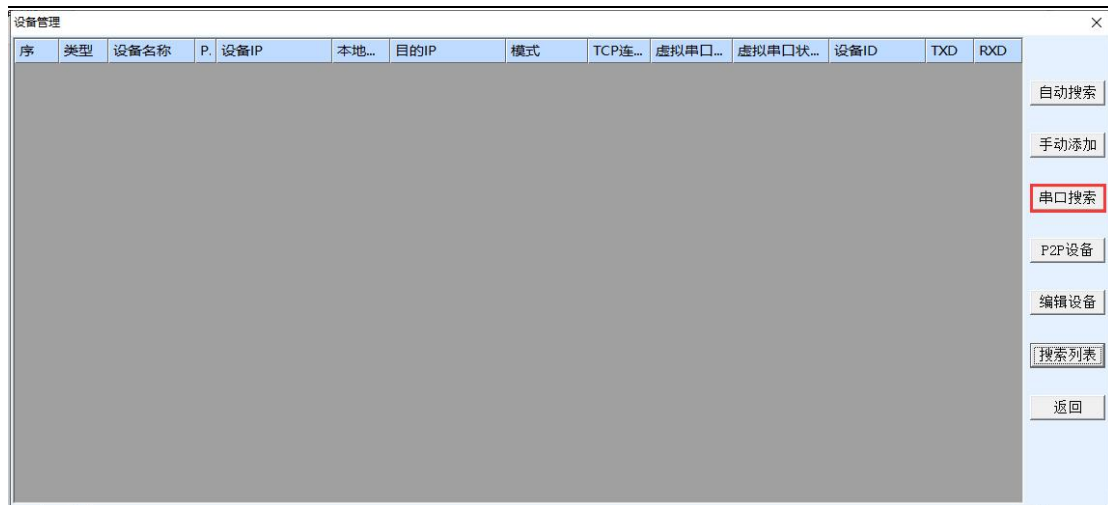 设备管理
序 类型 设备名称 P. 设备IP 本地... 目的IP 模式 TCP连... 虚拟串口... 虚拟串口状... 设备ID TXD RXD
自动搜索
手动添加
串口搜索
P2P设备
编辑设备
搜索列表
返回